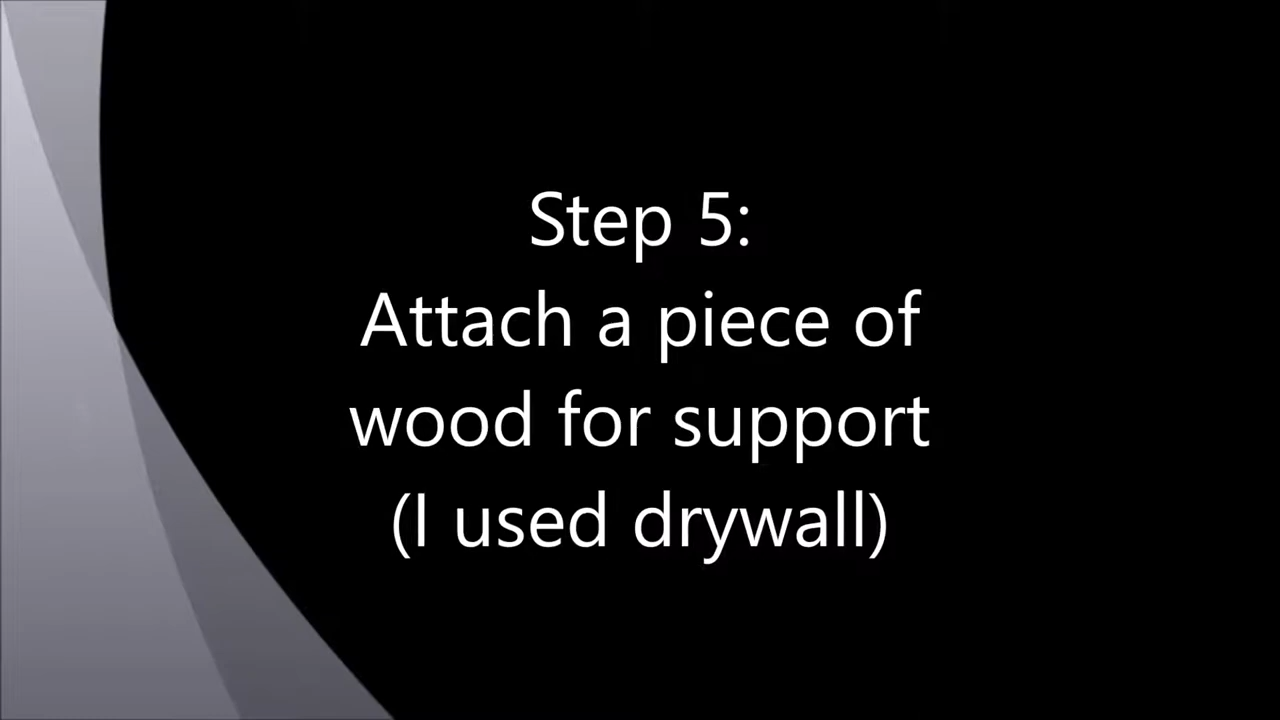 Step 5:
Attach a piece of
wood for support
(I used drywall)